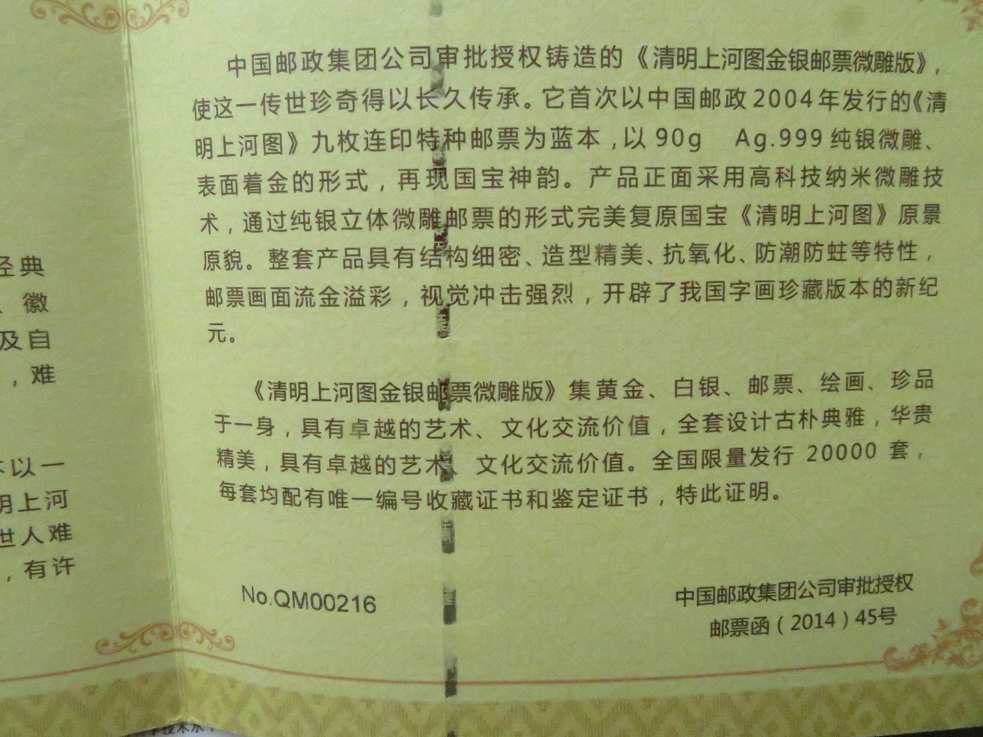 中国邮政集团公司审批授权铸造的《清明上河图金银邮票微雕版》,
使这一传世珍奇得以长久传承。它首次以中国邮政2004年发行的《清
明上河图》九枚连印特种邮票为蓝本,以90g Ag.999纯银微雕、
表面着金的形式,再现国宝神韵。产品正面采用高科技纳米微雕技
术,通过纯银立体微雕邮票的形式完美复原国宝《清明上河图》原景
原貌。整套产品具有结构细密、造型精美、抗氧化、防潮防蛀等特性,
邮票画面流金溢彩,视觉冲击强烈,开辟了我国字画珍藏版本的新纪
元。
《清明上河图金银邮票微雕版》集黄金、白银、邮票、绘画、珍品
于一身,具有卓越的艺术、文化交流价值,全套设计古朴典雅,华贵
精美,具有卓越的艺术、文化交流价值。全国限量发行 20000 套,
每套均配有唯一编号收藏证书和鉴定证书,特此证明。
No.QM00216
中国邮政集团公司审批授权
邮票函(2014)45号
经典
、徽
及自
,难
本以一
明上河
世人难
,有许